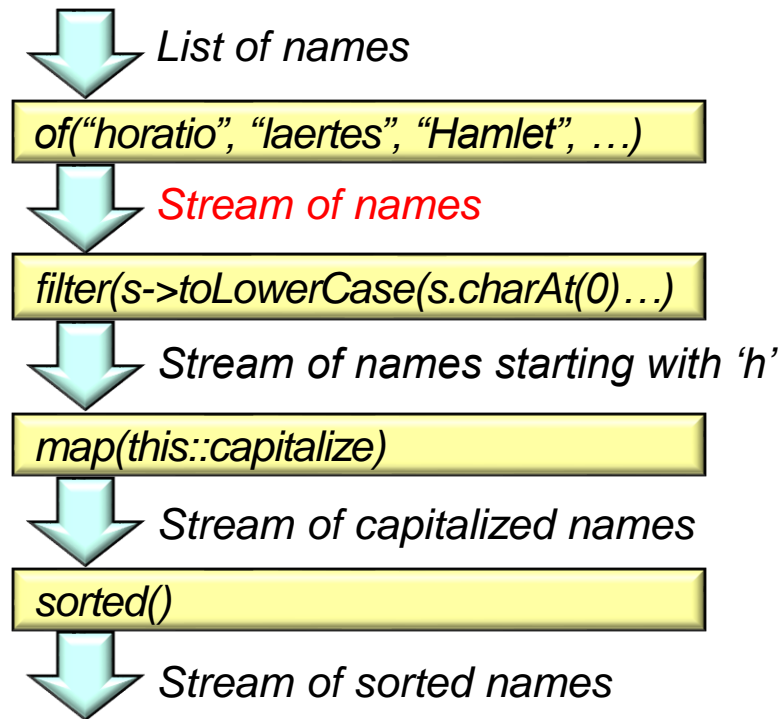 List of names
of(“horatio”, “laertes”, “Hamlet”, …)
Stream of names
filter(s->toLowerCase(s.charAt(0)…)
Stream of names starting with ‘h’
map(this::capitalize)
Stream of capitalized names
sorted()
Stream of sorted names